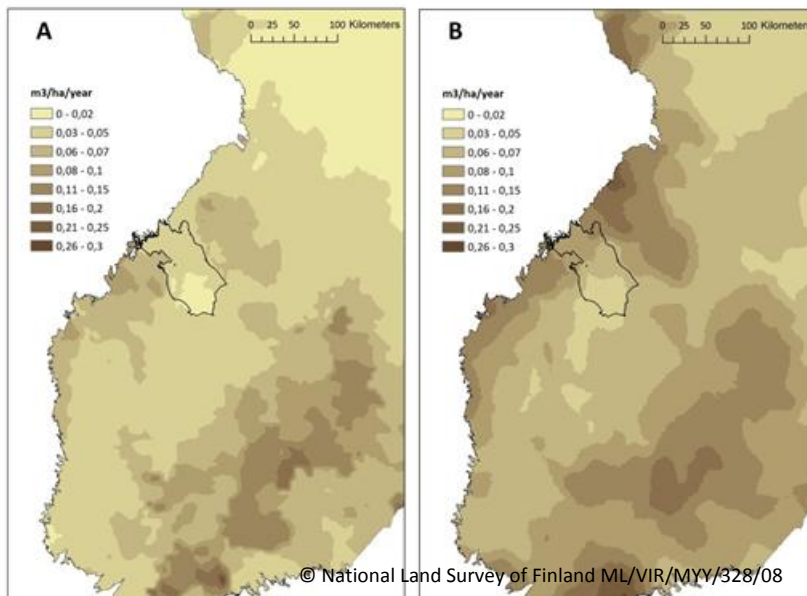 A
0 25 50 100 Kilometers
m3/ha/year
0 - 0,02
0,03 - 0,05
0,06 - 0,07
0,08 - 0,1
0,11 - 0,15
0,16 - 0,2
0,21 - 0,25
0,26 - 0,3
B
0 25 50 100 Kilometers
m3/ha/year
0 - 0,02
0,03 - 0,05
0,06 - 0,07
0,08 - 0,1
0,11 - 0,15
0,16 - 0,2
0,21 - 0,25
0,26 - 0,3
© National Land Survey of Finland ML/VIR/MYY/328/08